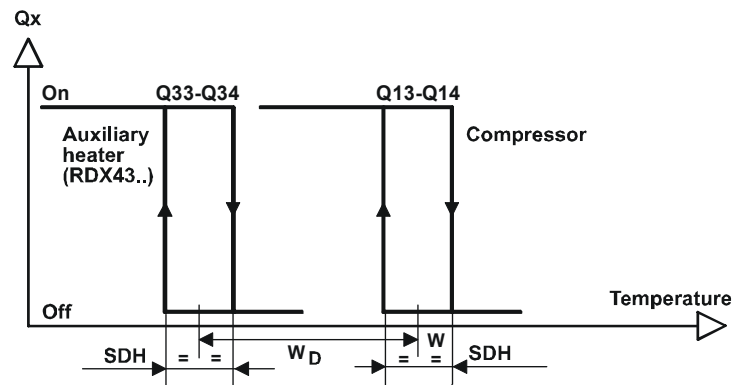 Qx
On
Q33-Q34
Q13-Q14
Auxiliary
heater
(RDX43..)
Compressor
Off
Temperature
SDH
= =
W D
W
= =
SDH